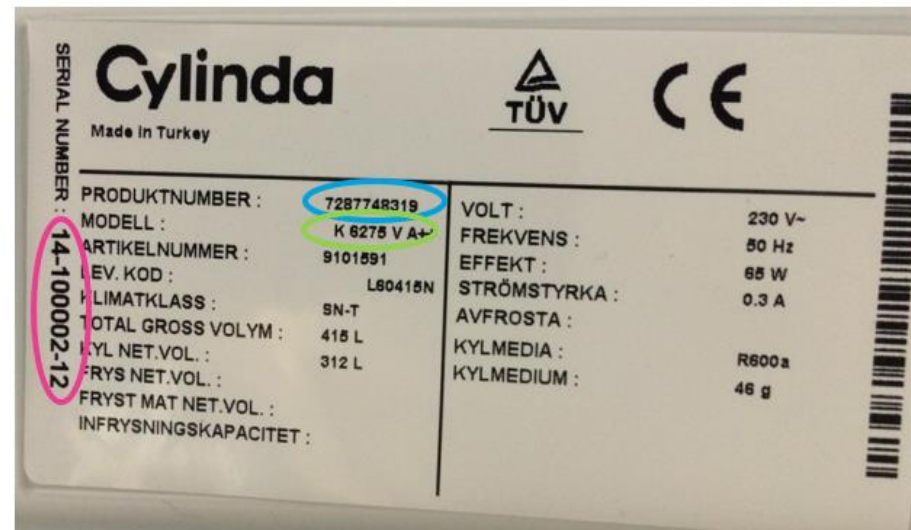 SERIAL NUMBER : 14-100002-12
Cylinda
Made In Turkey
TÜV
CE
PRODUKTNUMBER : 7287748319
MODELL : K 6275 V A+
ARTIKELNUMMER : 9101591
LEV. KOD : L60415N
KLIMATKLASS : SN-T
TOTAL GROSS VOLYM : 415 L
KYL NET.VOL. : 312 L
FRYS NET.VOL. :
FRYST MAT NET.VOL. :
INFRYSNINGSKAPACITET :
VOLT : 230 V~
FREKVENS : 50 Hz
EFFEKT : 65 W
STRÖMSTYRKA : 0.3 A
AVFROSTA :
KYLMEDIA : R600a
KYLMEDIUM : 46 g